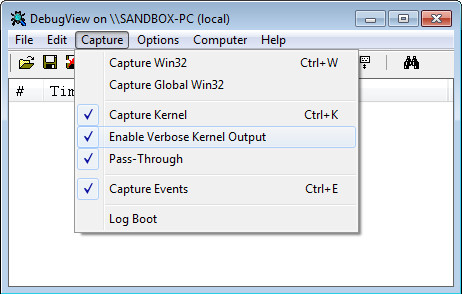 DebugView on \\SANDBOX-PC (local)
File Edit Capture Options Computer Help
# Tim
Capture Win32 Ctrl+W
Capture Global Win32
Capture Kernel Ctrl+K
Enable Verbose Kernel Output
Pass-Through
Capture Events Ctrl+E
Log Boot